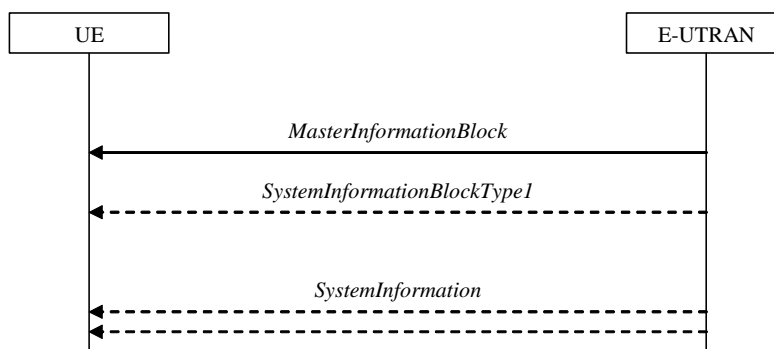 UE
E-UTRAN
MasterInformationBlock
SystemInformationBlockType1
SystemInformation